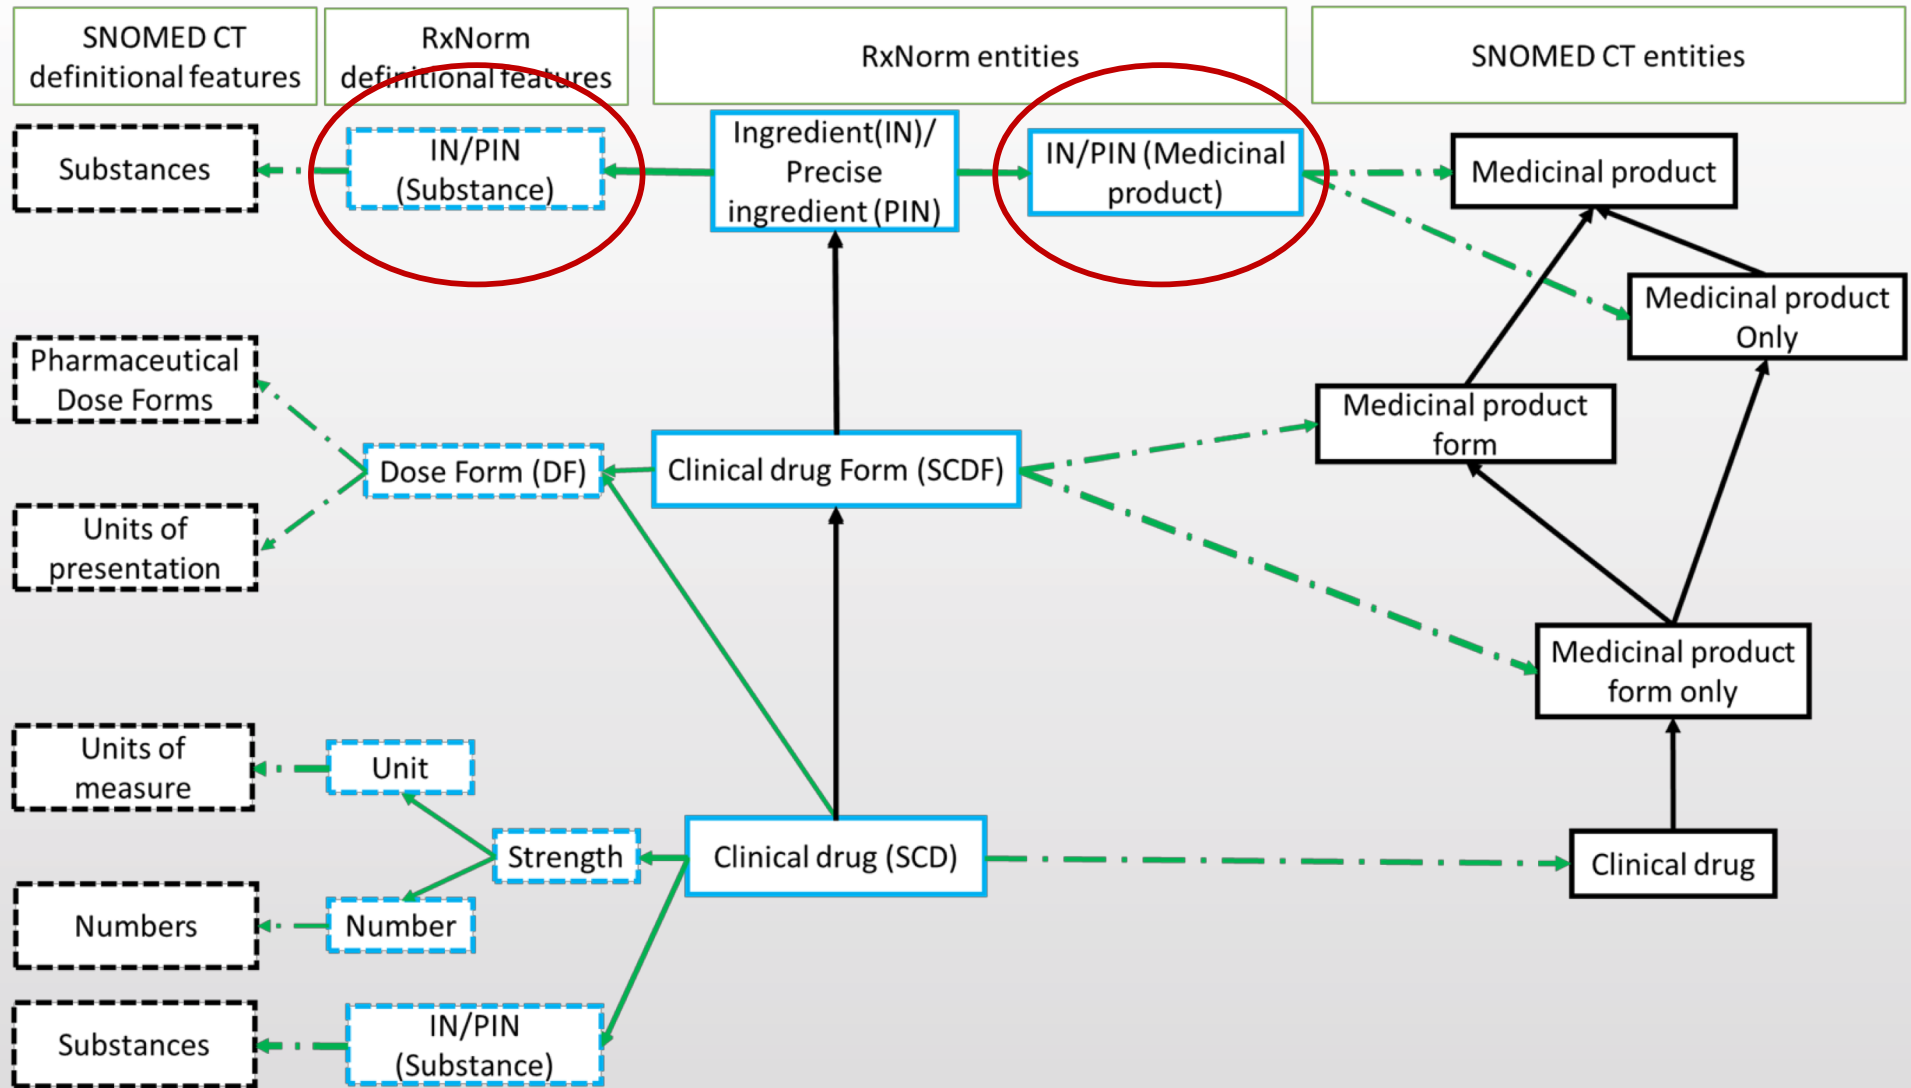 SNOMED CT
definitional features
RxNorm
definitional features
RxNorm entities
SNOMED CT entities
Substances
IN/PIN
(Substance)
Ingredient(IN)/
Precise
ingredient (PIN)
IN/PIN (Medicinal
product)
Medicinal product
Medicinal product
Only
Pharmaceutical
Dose Forms
Medicinal product
form
Dose Form (DF)
Clinical drug Form (SCDF)
Units of
presentation
Medicinal product
form only
Units of
measure
Unit
Strength
Clinical drug (SCD)
Clinical drug
Numbers
Number
Substances
IN/PIN
(Substance)